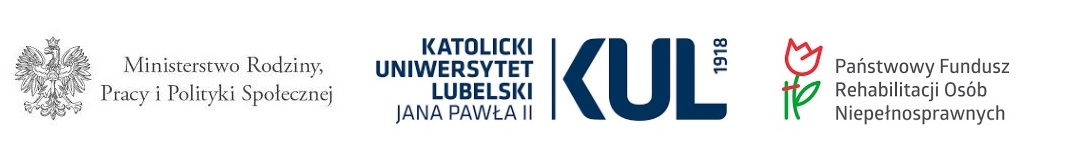 Ministerstwo Rodziny,
Pracy i Polityki Społecznej
KATOLICKI
UNIWERSYTET
LUBELSKI
JANA PAWŁA II
KUL
1918
Państwowy Fundusz
Rehabilitacji Osób
Niepełnosprawnych